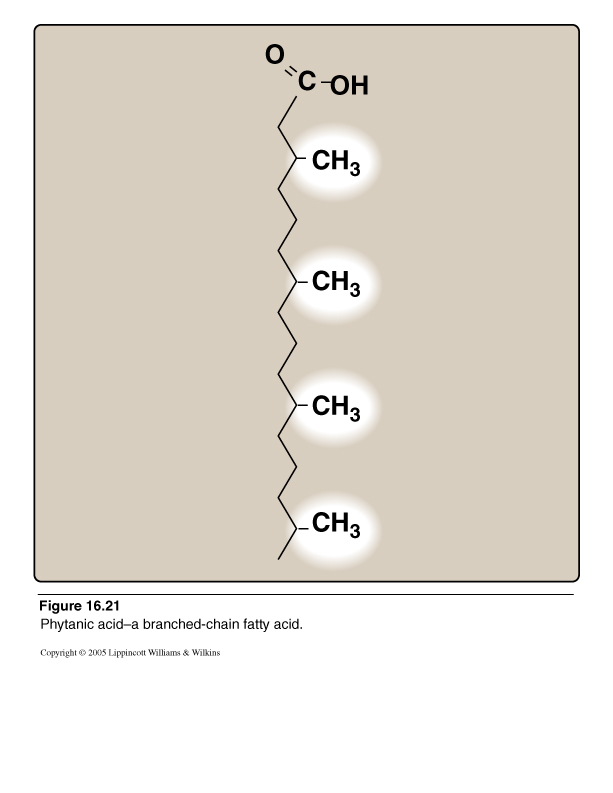 O
C
OH
CH3
CH3
CH3
CH3
Figure 16.21
Phytanic acid–a branched-chain fatty acid.
Copyright © 2005 Lippincott Williams & Wilkins